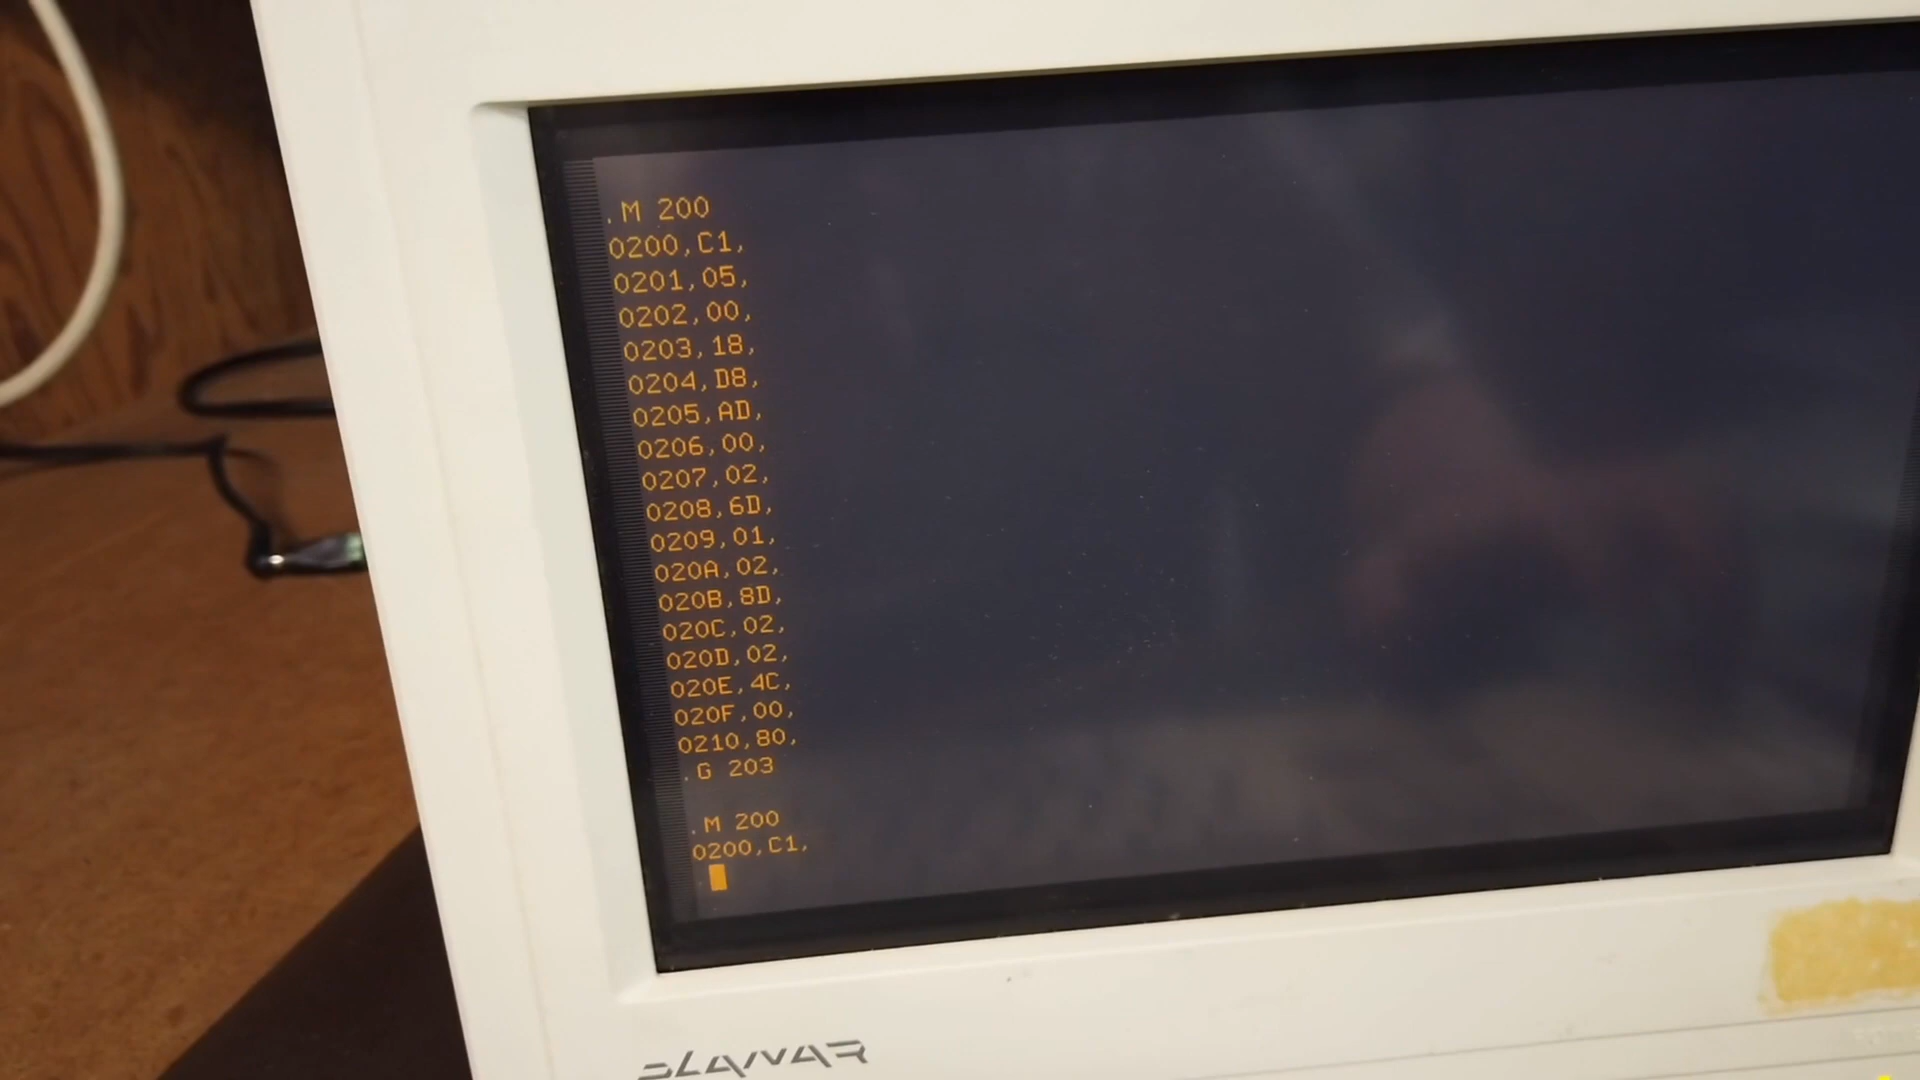 .M 200
0200,C1,
0201,05,
0202,00,
0203,18,
0204,D8,
0205,AD,
0206,00,
0207,02,
0208,6D,
0209,01,
020A,02,
020B,8D,
020C,02,
020D,02,
020E,4C,
020F,00,
0210,80,
.G 203
.M 200
0200,C1,